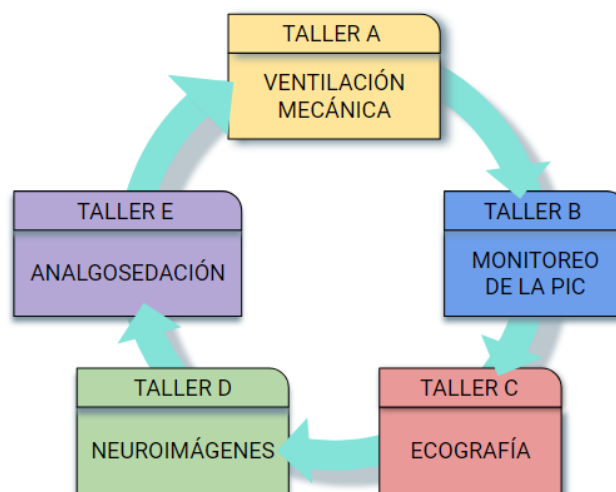 TALLER A
VENTILACIÓN
MECÁNICA
TALLER B
MONITOREO
DE LA PIC
TALLER C
ECOGRAFÍA
TALLER D
NEUROIMÁGENES
TALLER E
ANALGOSEDACIÓN